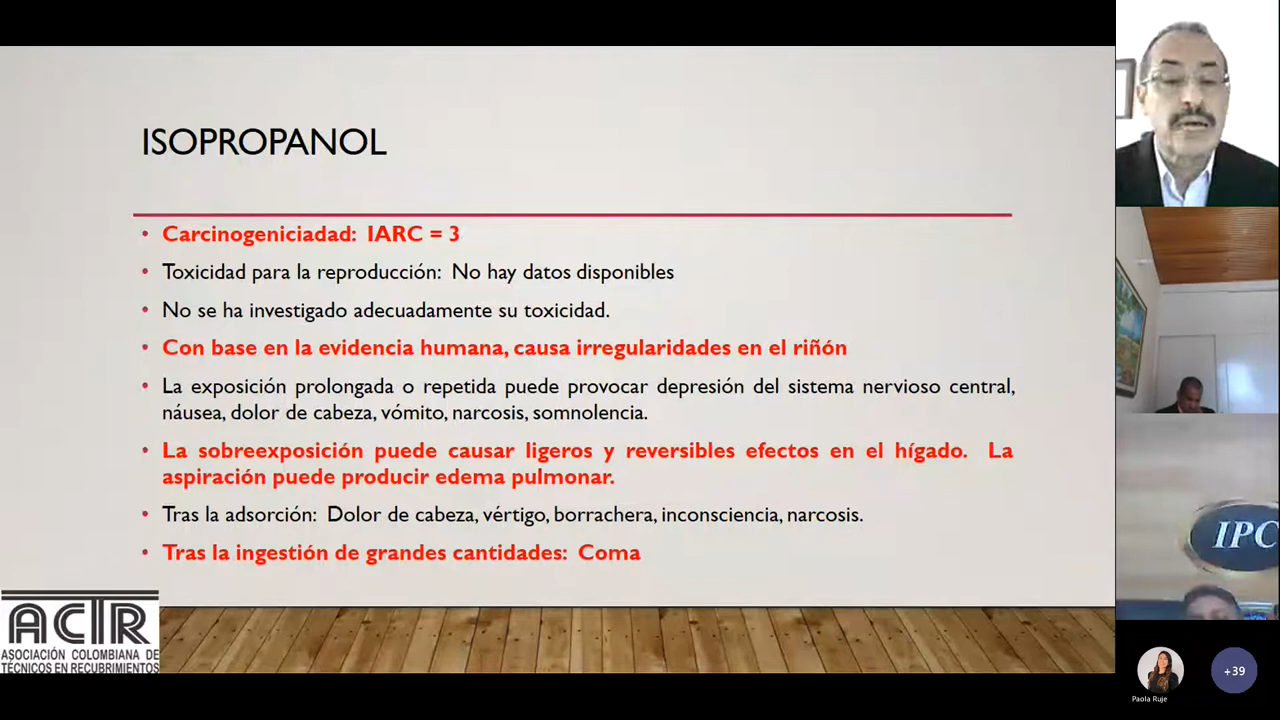 ISOPROPANOL
• Carcinogeniciadad: IARC = 3
• Toxicidad para la reproducción: No hay datos disponibles
• No se ha investigado adecuadamente su toxicidad.
• Con base en la evidencia humana, causa irregularidades en el riñón
• La exposición prolongada o repetida puede provocar depresión del sistema nervioso central,
náusea, dolor de cabeza, vómito, narcosis, somnolencia.
• La sobreexposición puede causar ligeros y reversibles efectos en el hígado. La
aspiración puede producir edema pulmonar.
• Tras la adsorción: Dolor de cabeza, vértigo, borrachera, inconsciencia, narcosis.
• Tras la ingestión de grandes cantidades: Coma
ACTR
ASOCIACIÓN COLOMBIANA DE
TÉCNICOS EN RECUBRIMIENTOS
IPC
Paola Ruje
+39